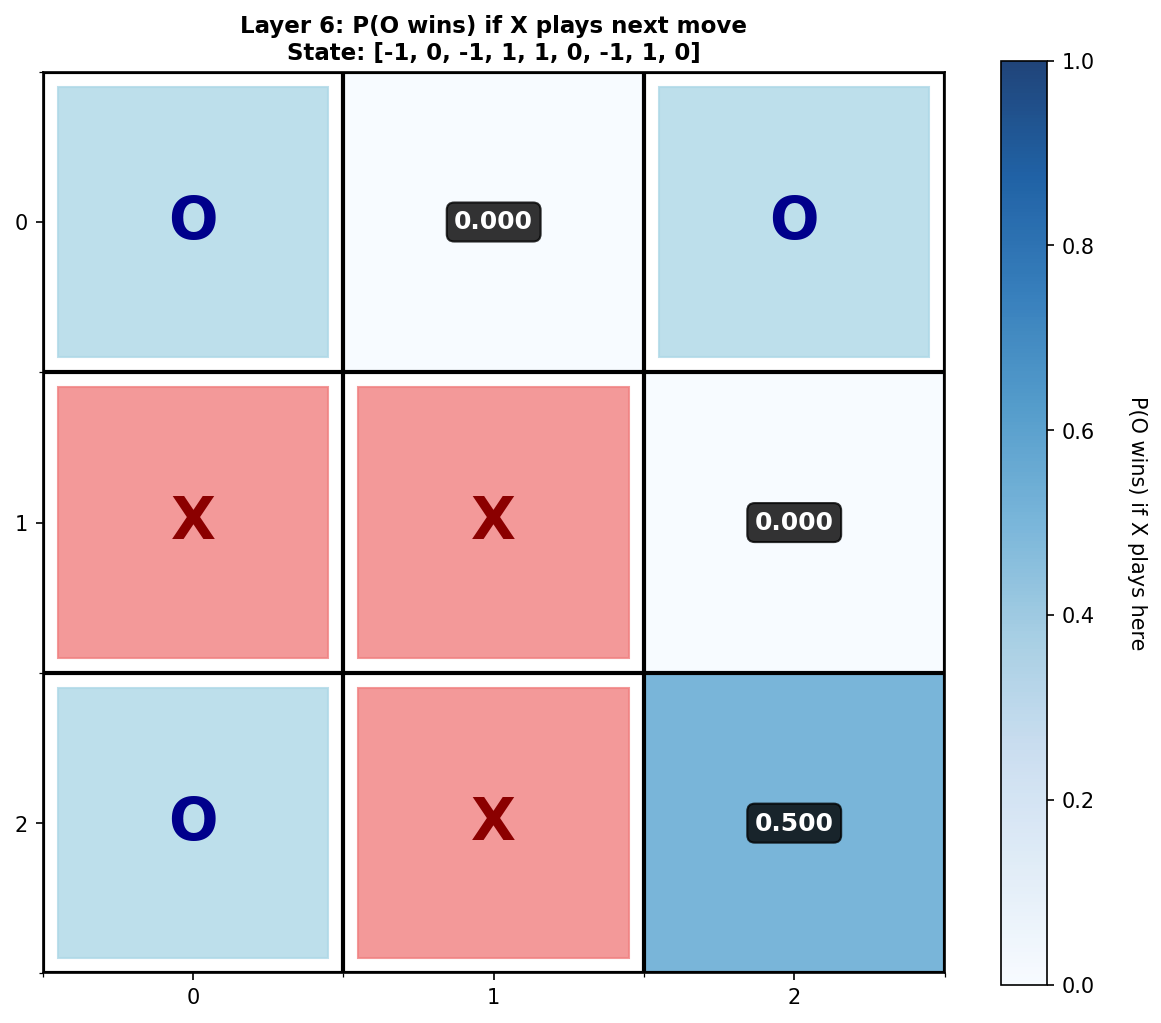 Layer 6: P(O wins) if X plays next move
State: [-1, 0, -1, 1, 1, 0, -1, 1, 0]
0
O
0.000
O
1
X
X
0.000
2
O
X
0.500
0
1
2
1.0
0.8
0.6
0.4
0.2
0.0
P(O wins) if X plays here